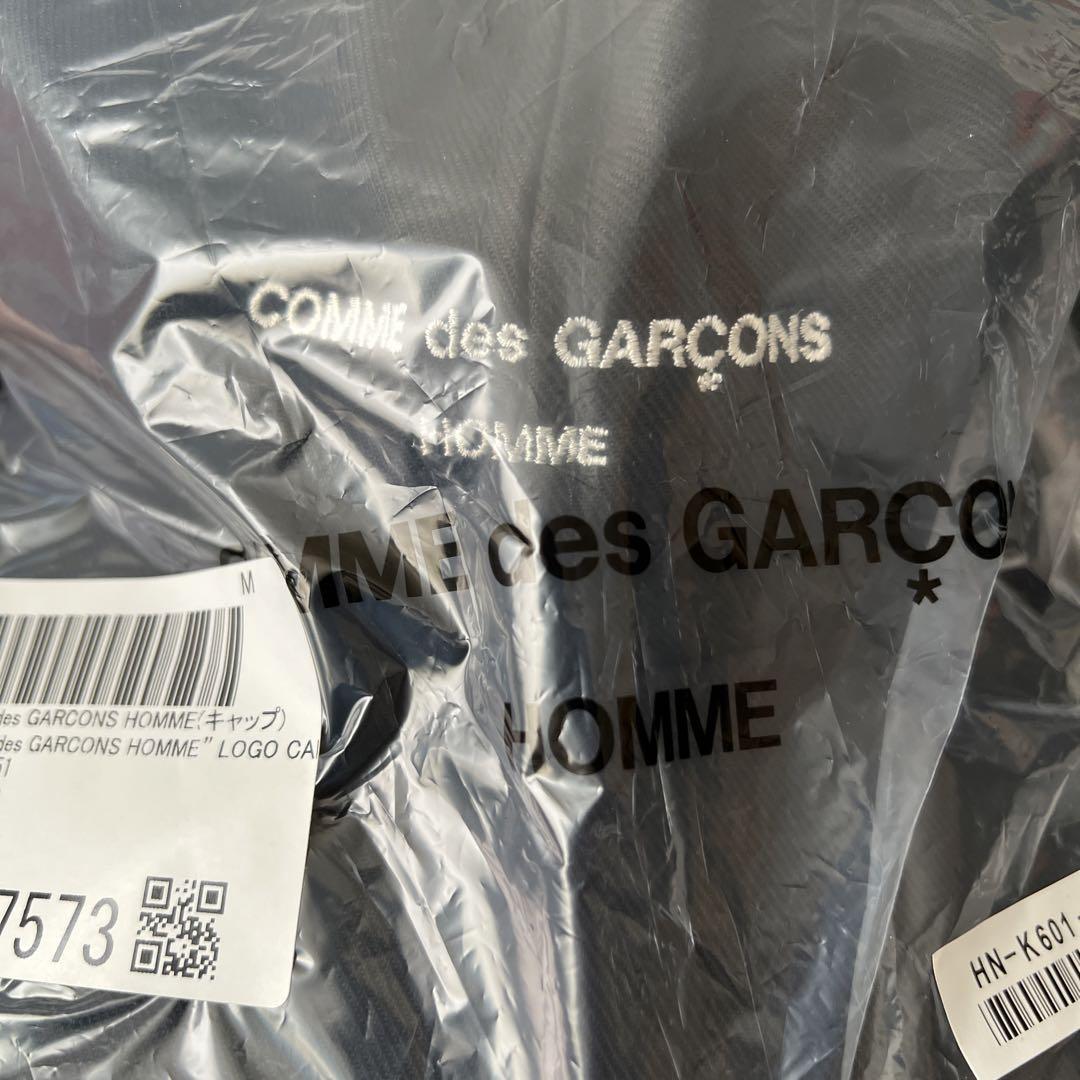 COMME des GARÇONS
HOMME
MME des GARÇO
*
HOMME
M
des GARCONS HOMME(キャップ)
des GARCONS HOMME” LOGO CA
51
7573
HN-K601